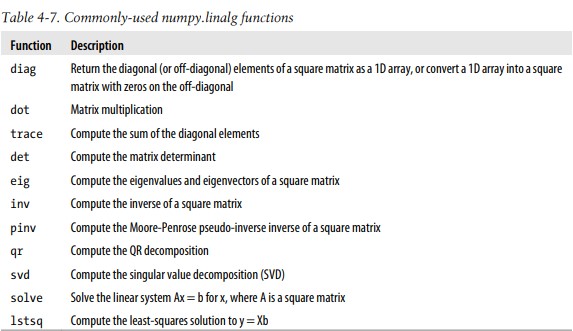 Table 4-7. Commonly-used numpy.linalg functions
Function Description
diag Return the diagonal (or off-diagonal) elements of a square matrix as a 1D array, or convert a 1D array into a square
matrix with zeros on the off-diagonal
dot Matrix multiplication
trace Compute the sum of the diagonal elements
det Compute the matrix determinant
eig Compute the eigenvalues and eigenvectors of a square matrix
inv Compute the inverse of a square matrix
pinv Compute the Moore-Penrose pseudo-inverse inverse of a square matrix
qr Compute the QR decomposition
svd Compute the singular value decomposition (SVD)
solve Solve the linear system Ax = b for x, where A is a square matrix
lstsq Compute the least-squares solution to y = Xb